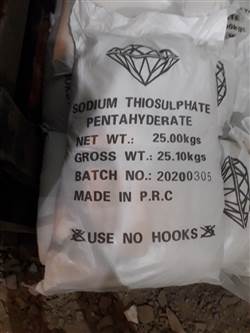 SODIUM THIOSULPHATE
PENTAHYDERATE
NET WT.: 25.00kgs
GROSS WT.: 25.10kgs
BATCH NO.: 20200305
MADE IN P.R.C
USE NO HOOKS